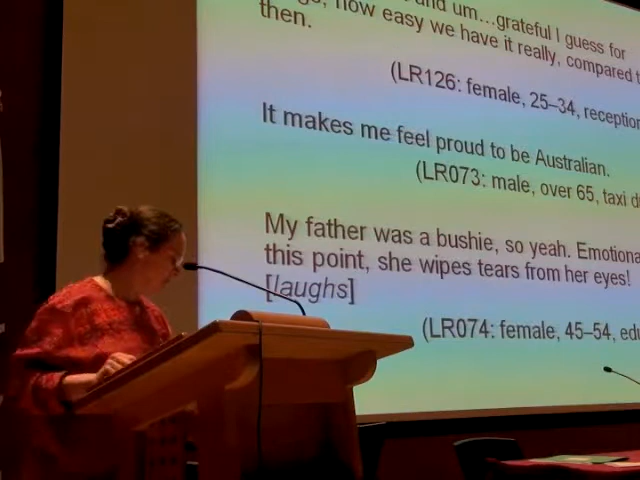 and um...grateful I guess for
how easy we have it really, compared t
then.
(LR126: female, 25–34, reception
It makes me feel proud to be Australian.
(LR073: male, over 65, taxi d
My father was a bushie, so yeah. Emotiona
this point, she wipes tears from her eyes!
[laughs]
(LR074: female, 45–54, edu